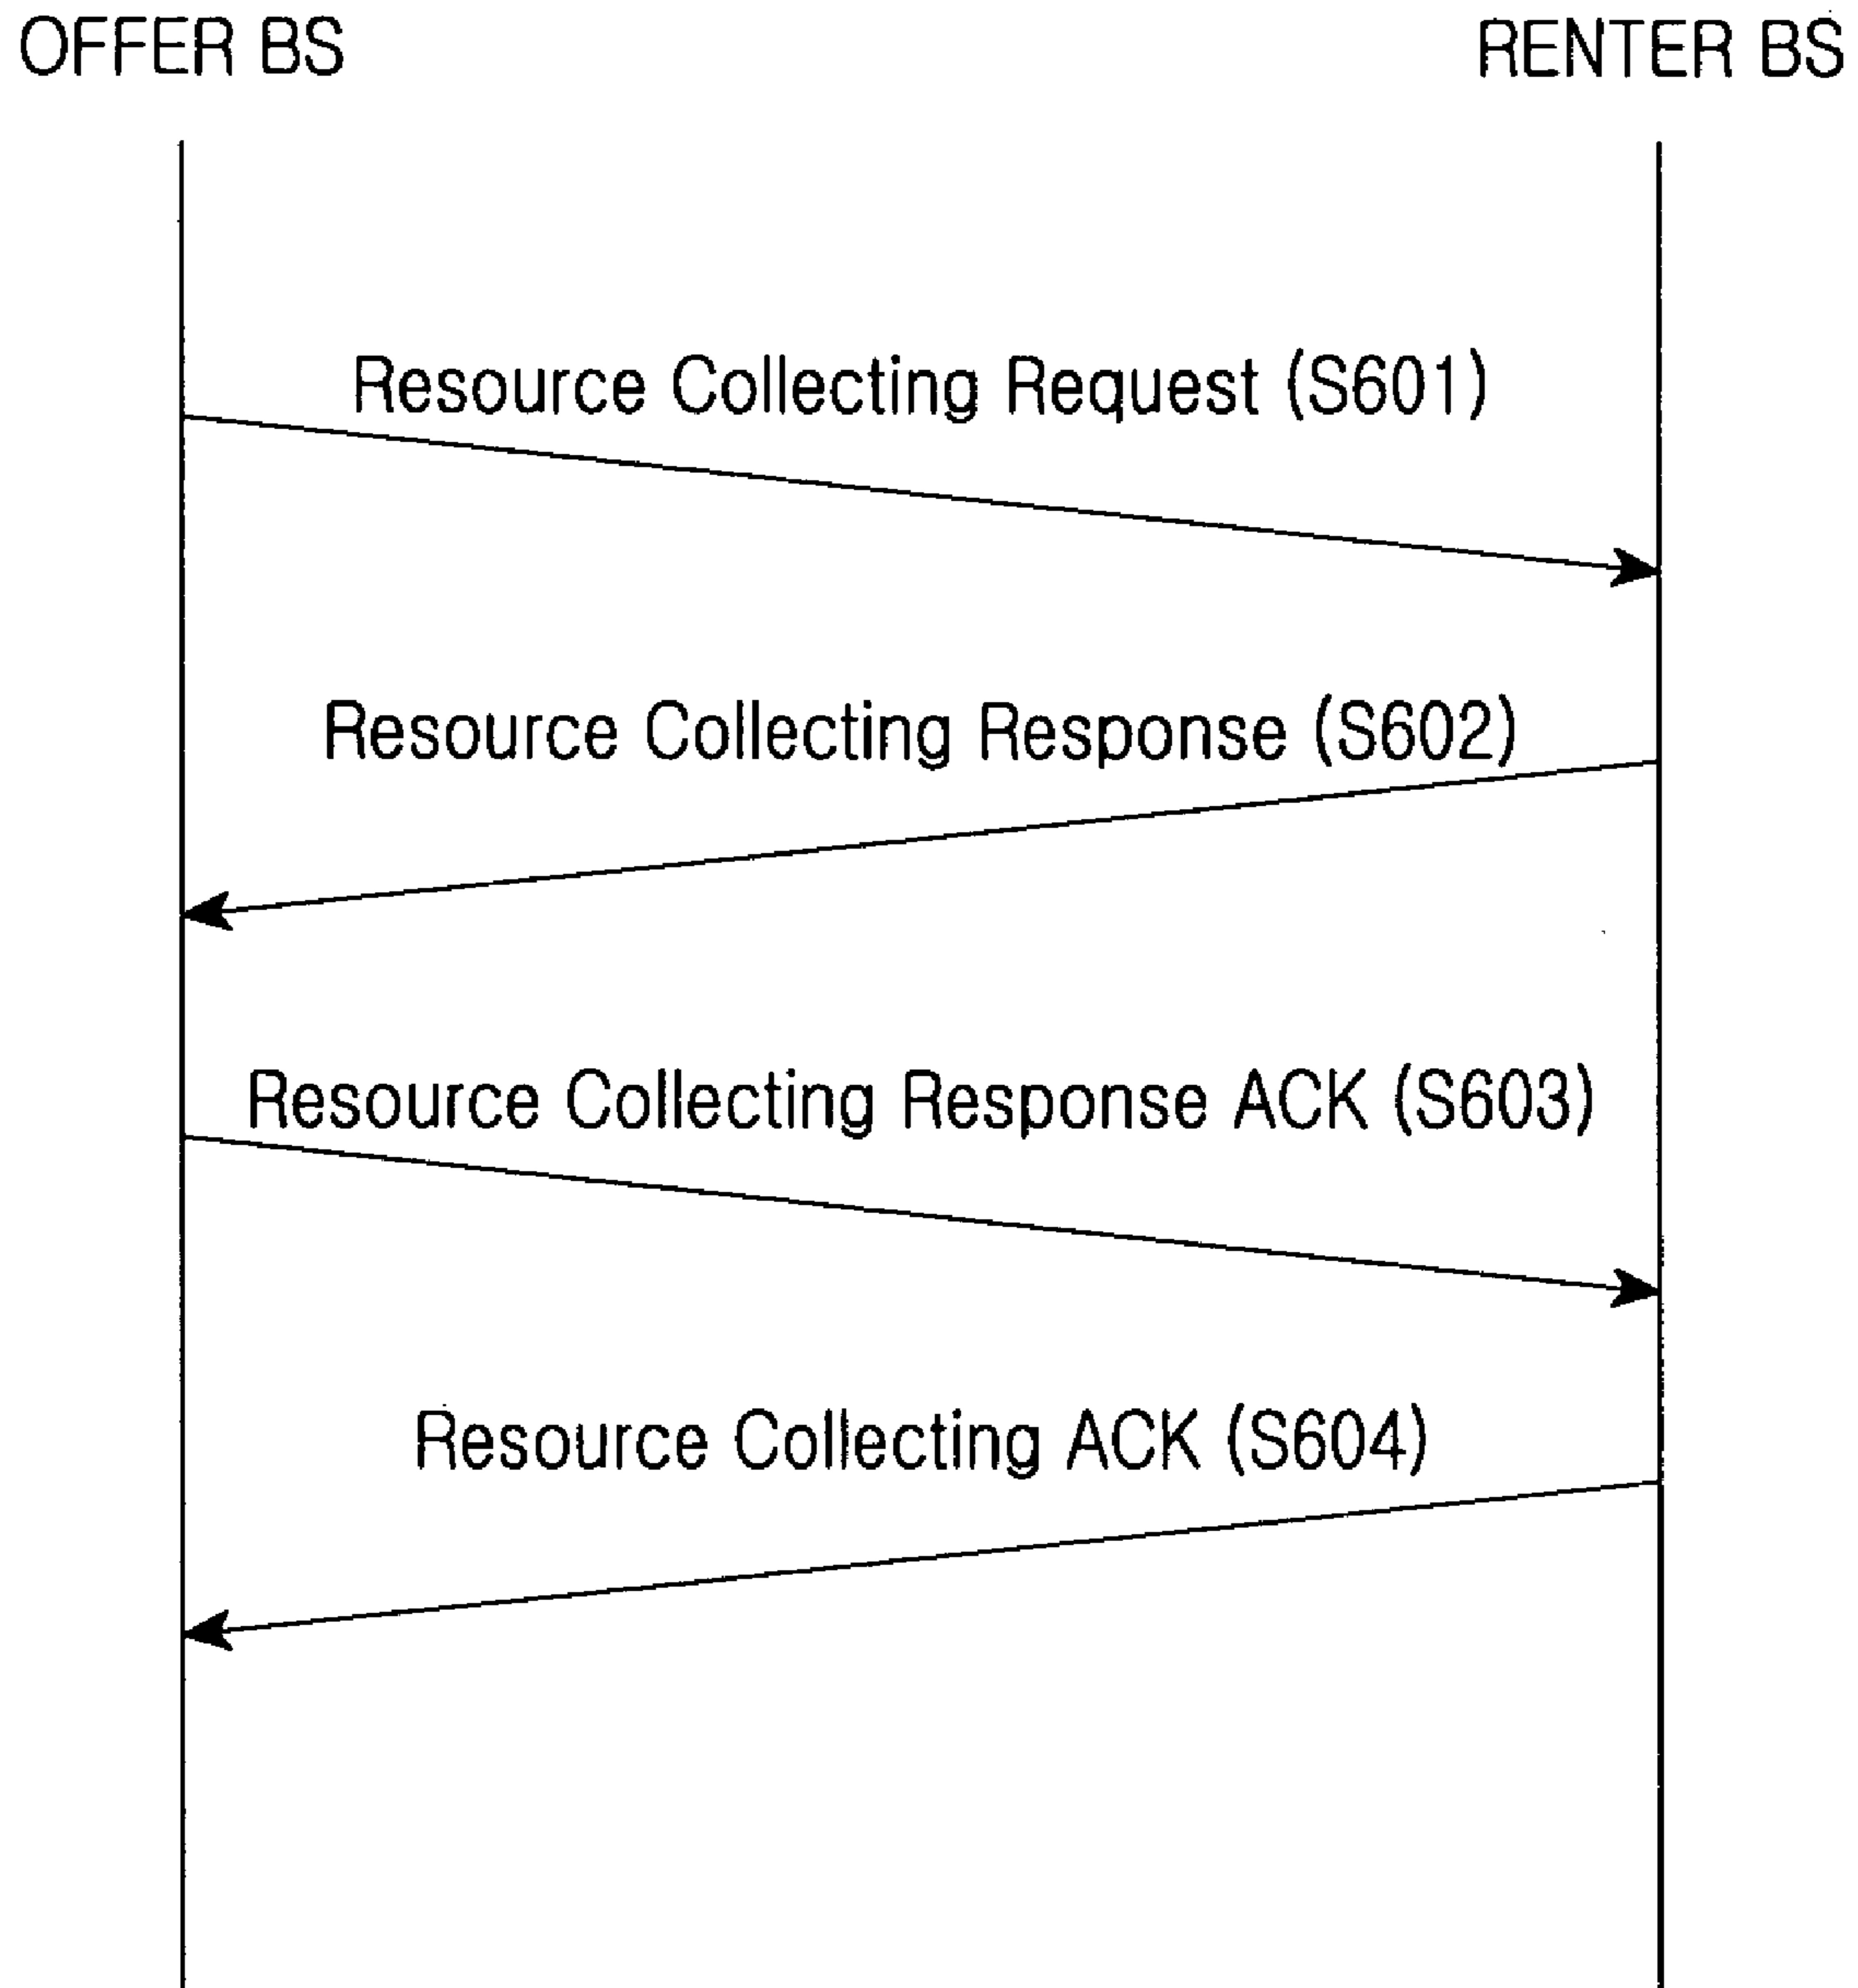 OFFER BS
RENTER BS
Resource Collecting Request (S601)
Resource Collecting Response (S602)
Resource Collecting Response ACK (S603)
Resource Collecting ACK (S604)